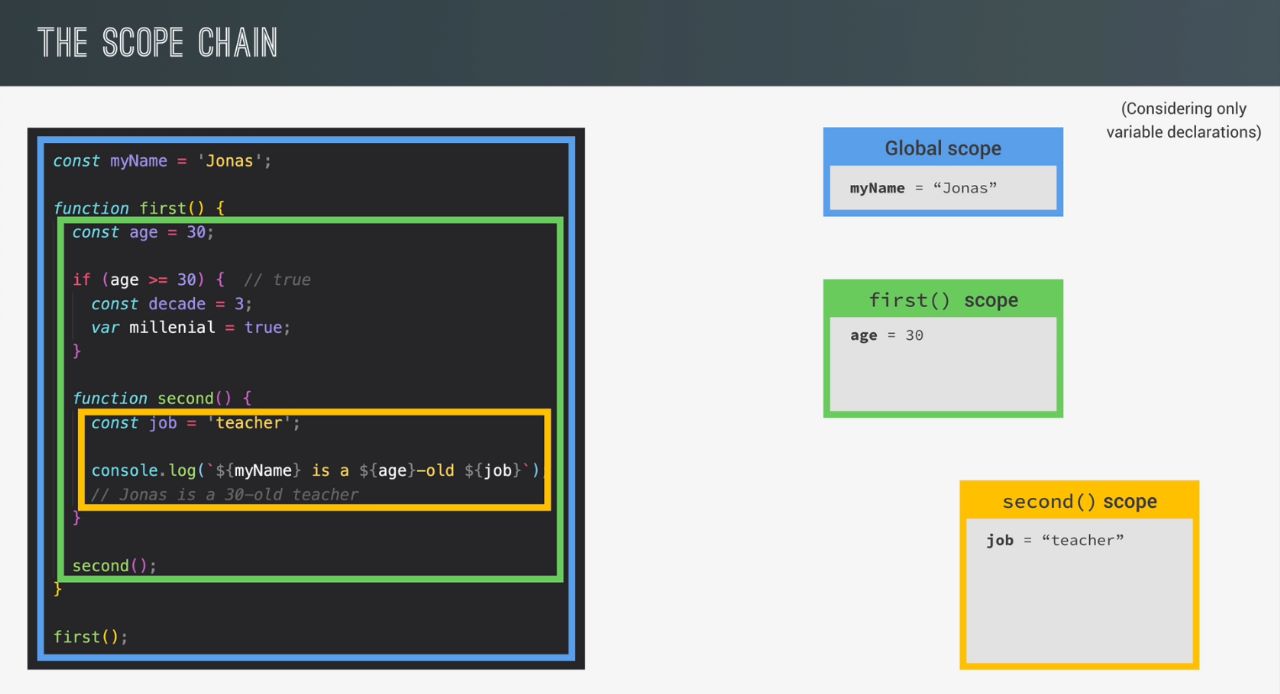 THE SCOPE CHAIN
(Considering only
variable declarations)
const myName = 'Jonas';
function first() {
const age = 30;
if (age >= 30) {  // true
const decade = 3;
var millenial = true;
}
function second() {
const job = 'teacher';
console.log(`${myName} is a ${age}-old ${job}`)
// Jonas is a 30-old teacher
}
second();
}
first();
Global scope
myName = “Jonas”
first() scope
age = 30
second() scope
job = “teacher”